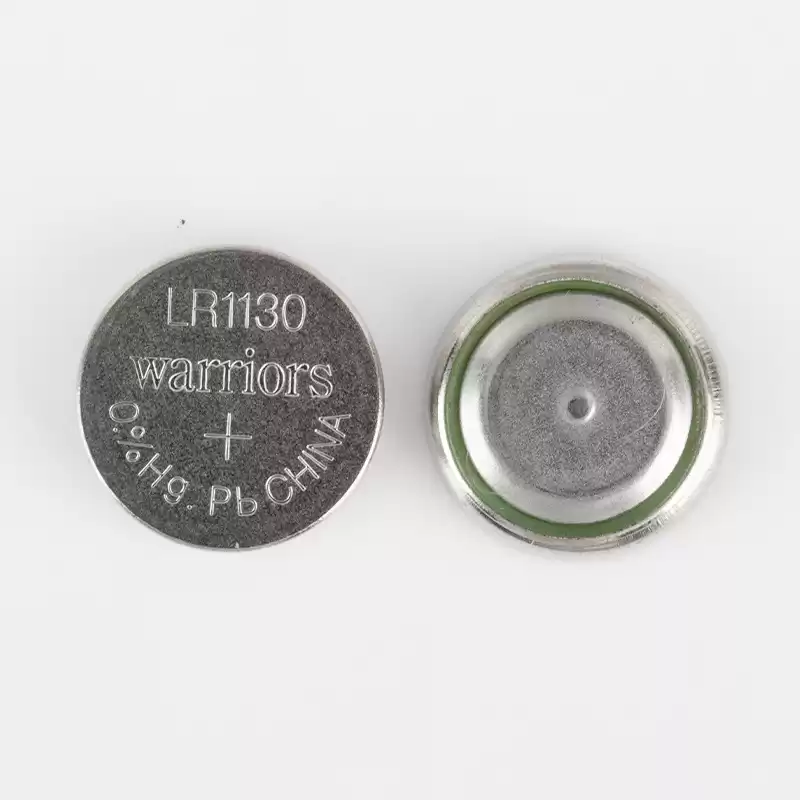 LR1130
warriors
+
0.%Hg. Pb CHINA